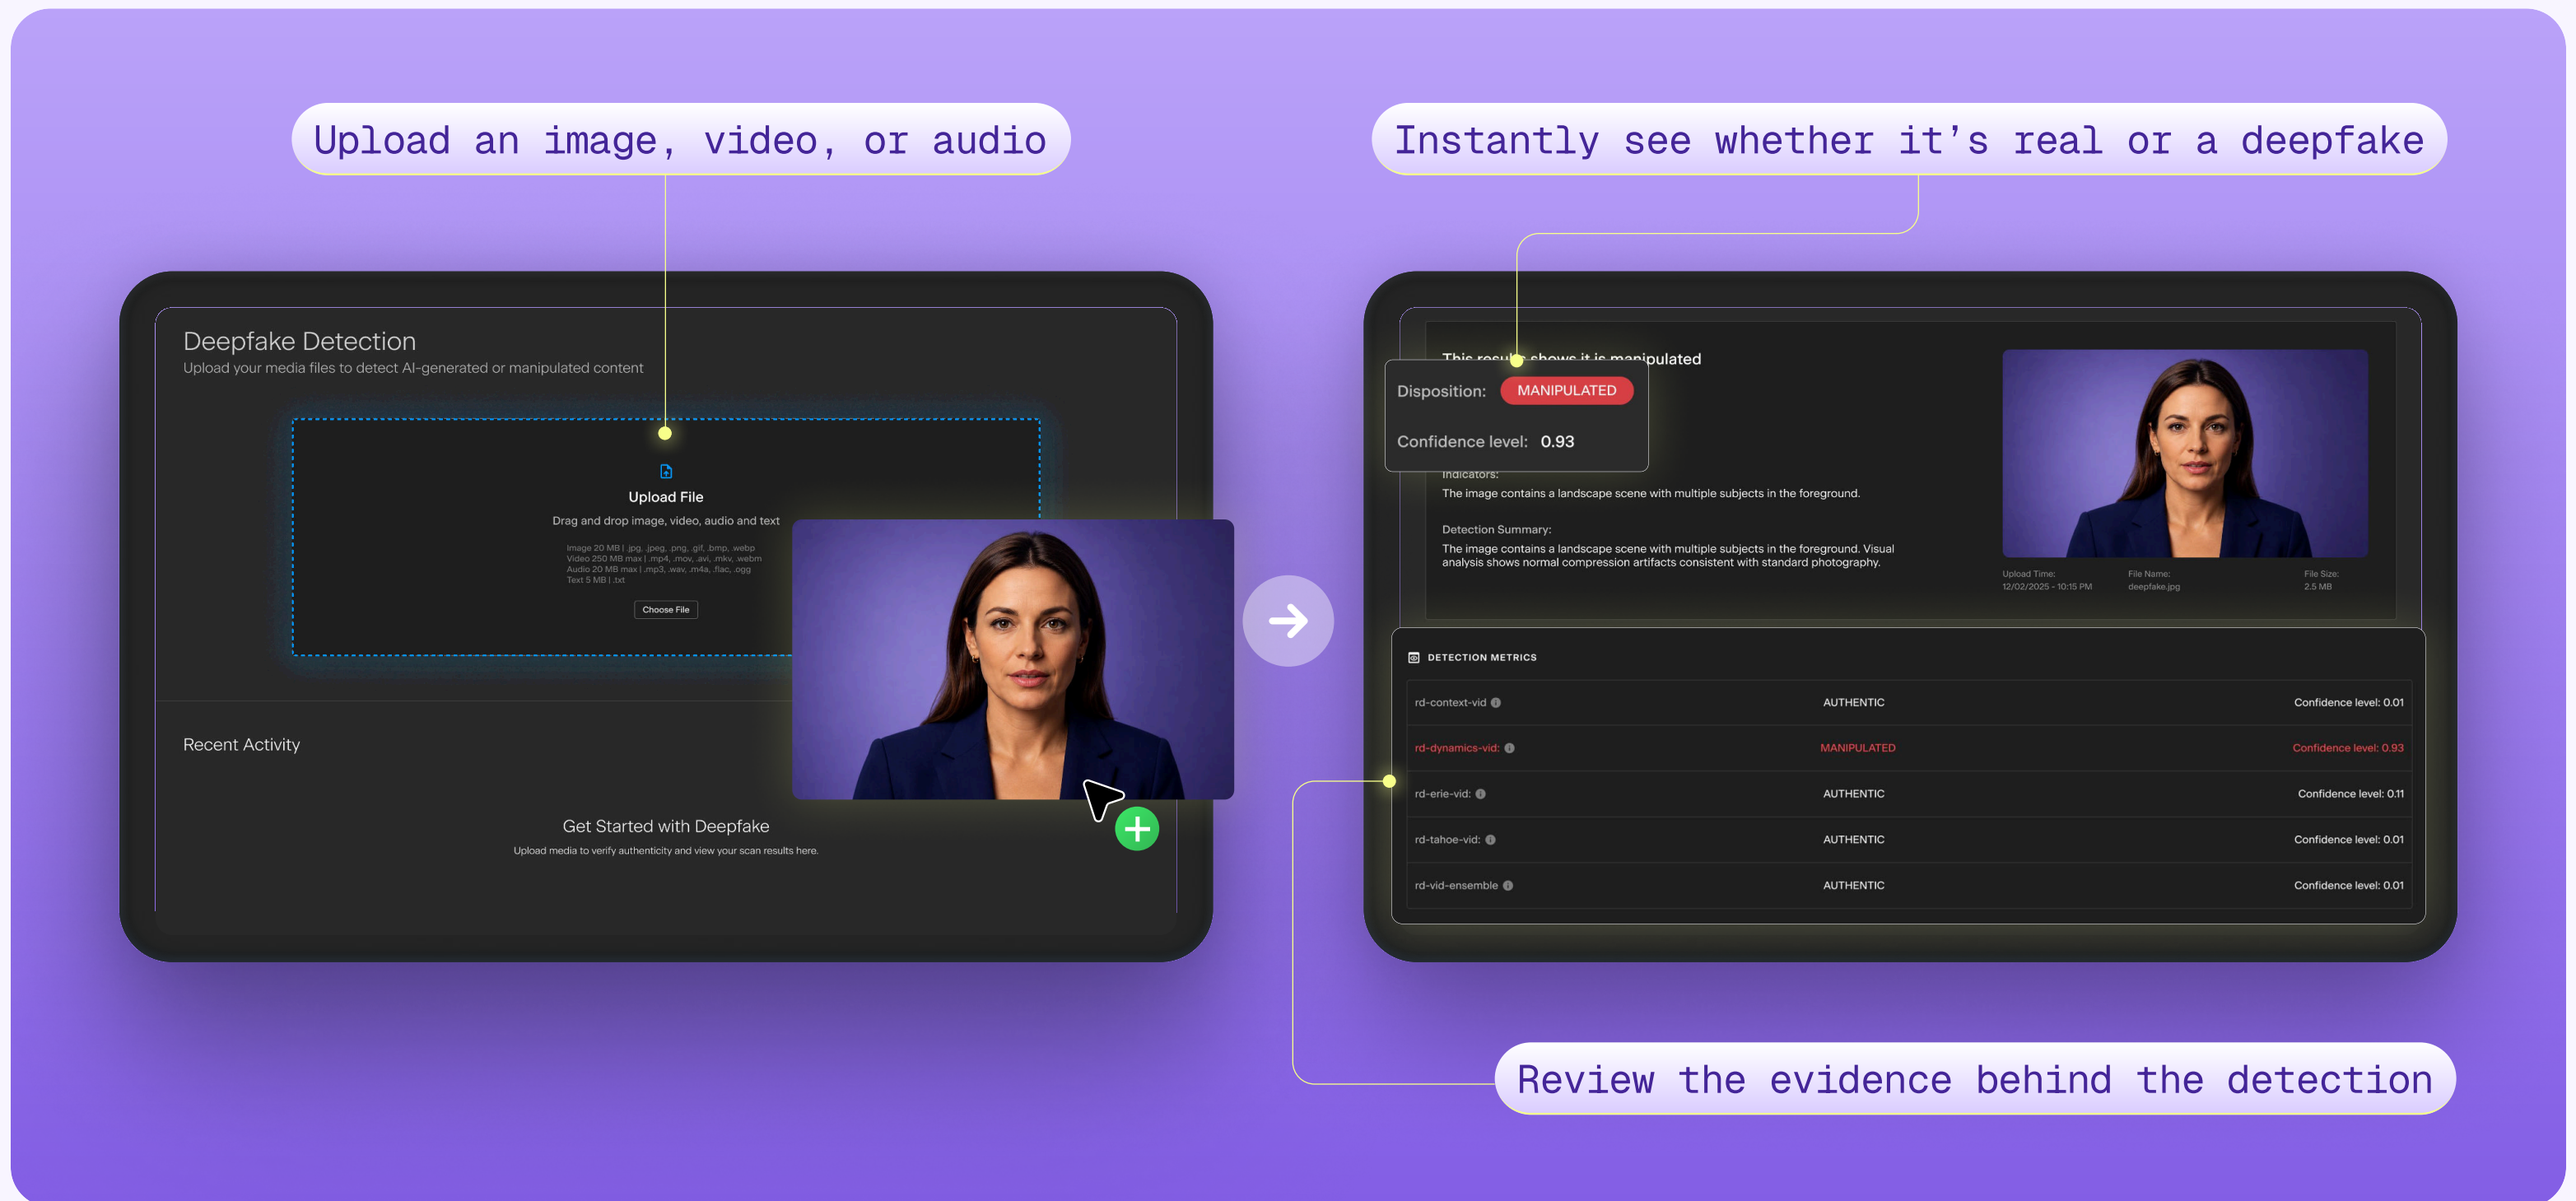 Upload an image, video, or audio
Instantly see whether it's real or a deepfake
Deepfake Detection
Upload your media files to detect AI-generated or manipulated content
Upload File
Drag and drop image, video, audio and text
Image 20 MB | .jpg, .jpeg, .png, .gif, .bmp, .webp
Video 250 MB max | .mp4, .mov, .avi, .mkv, .webm
Audio 20 MB max | .mp3, .wav, .m4a, .flac, .ogg
Text 5 MB | .txt
Choose File
Recent Activity
Get Started with Deepfake
Upload media to verify authenticity and view your scan results here.
This results shows it is manipulated
Disposition: MANIPULATED
Confidence level: 0.93
Indicators:
The image contains a landscape scene with multiple subjects in the foreground.
Detection Summary:
The image contains a landscape scene with multiple subjects in the foreground. Visual
analysis shows normal compression artifacts consistent with standard photography.
Upload Time: File Name: File Size:
12/02/2025 - 10:15 PM deepfake.jpg 2.5 MB
DETECTION METRICS
rd-context-vid AUTHENTIC Confidence level: 0.01
rd-dynamics-vid: MANIPULATED Confidence level: 0.93
rd-erie-vid: AUTHENTIC Confidence level: 0.11
rd-tahoe-vid: AUTHENTIC Confidence level: 0.01
rd-vid-ensemble AUTHENTIC Confidence level: 0.01
Review the evidence behind the detection